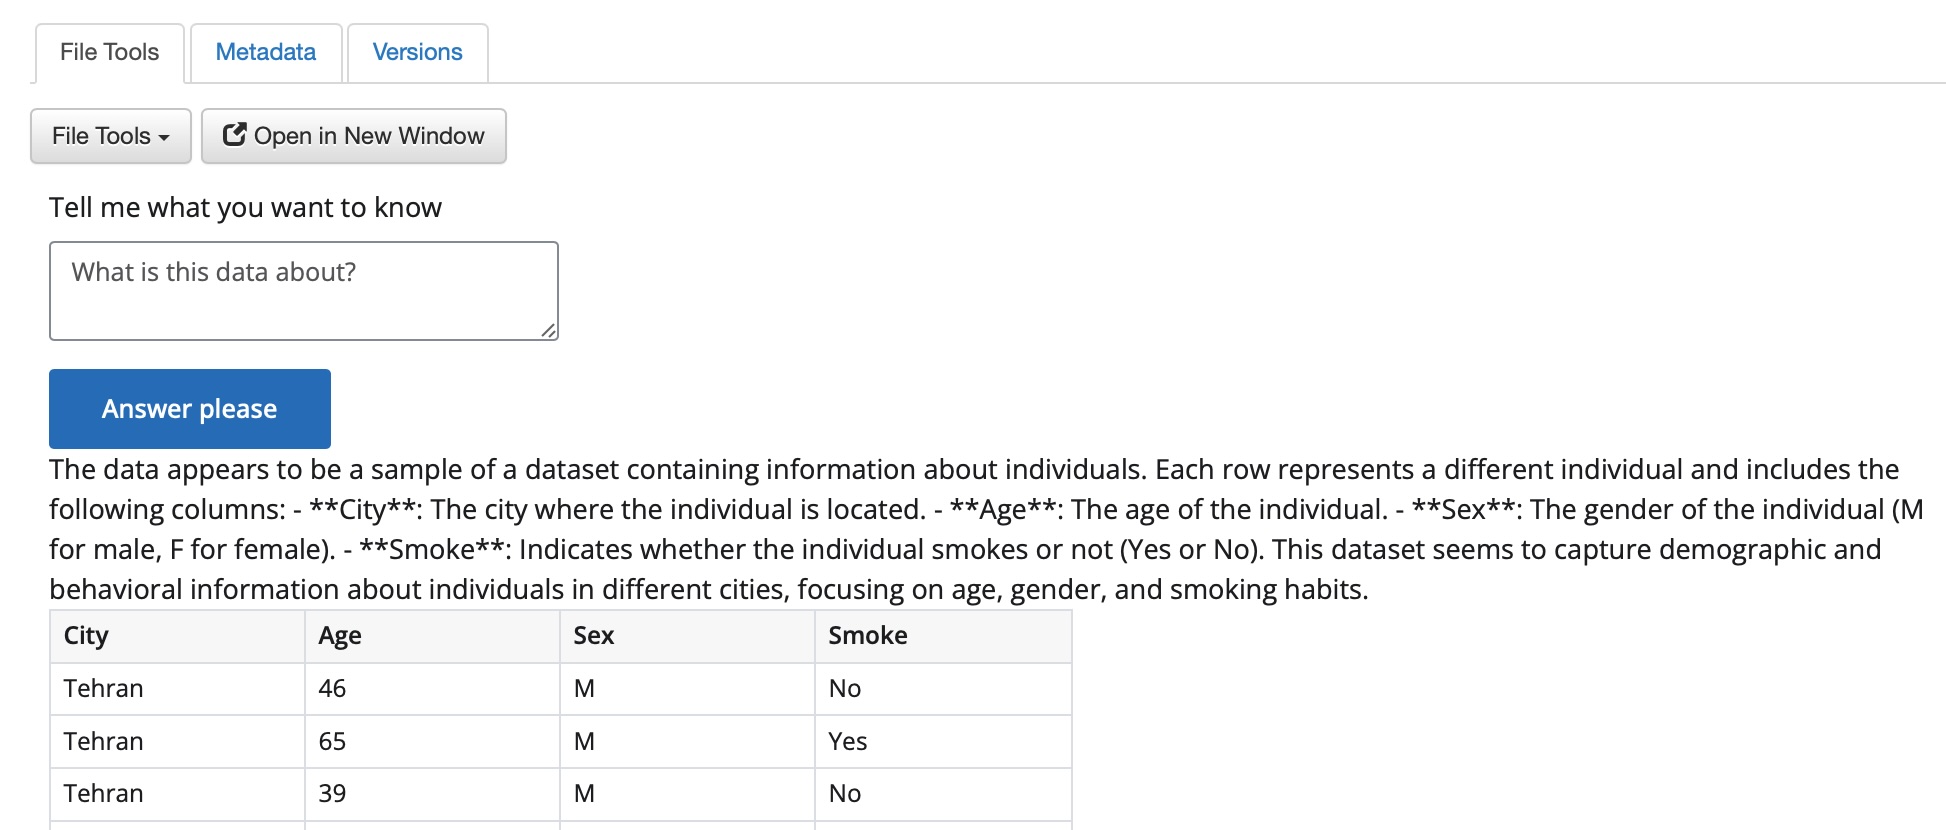 File Tools Metadata Versions
File Tools Open in New Window
Tell me what you want to know
What is this data about?
Answer please
The data appears to be a sample of a dataset containing information about individuals. Each row represents a different individual and includes the
following columns: - **City**: The city where the individual is located. - **Age**: The age of the individual. - **Sex**: The gender of the individual (M
for male, F for female). - **Smoke**: Indicates whether the individual smokes or not (Yes or No). This dataset seems to capture demographic and
behavioral information about individuals in different cities, focusing on age, gender, and smoking habits.
City Age Sex Smoke
Tehran 46 M No
Tehran 65 M Yes
Tehran 39 M No